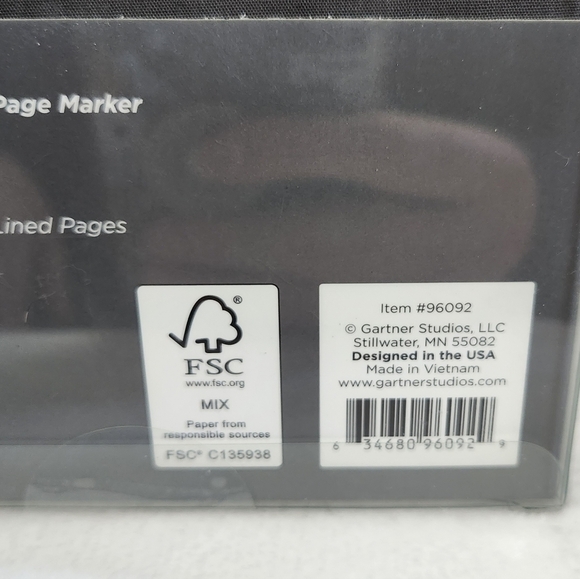 Page Marker
Lined Pages
®
FSC
www.fsc.org
MIX
Paper from
responsible sources
FSC® C135938
Item #96092
© Gartner Studios, LLC
Stillwater, MN 55082
Designed in the USA
Made in Vietnam
www.gartnerstudios.com
6 34680 96092 9